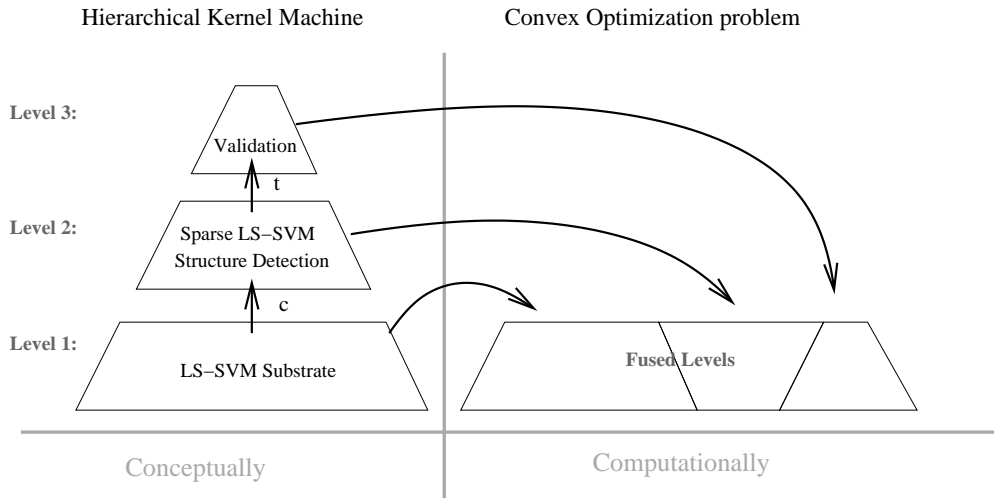 Hierarchical Kernel Machine
Convex Optimization problem
Level 3:
Validation
t
Level 2:
Sparse LS−SVM
Structure Detection
c
Level 1:
LS−SVM Substrate
Fused Levels
Conceptually
Computationally